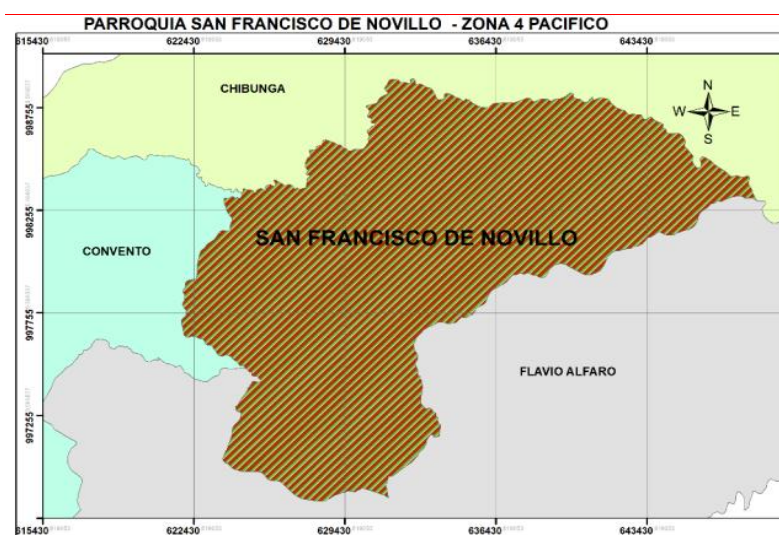 PARROQUIA SAN FRANCISCO DE NOVILLO - ZONA 4 PACIFICO
615430 622430 629430 636430 643430
CHIBUNGA
N
W E
S
998755
998255
SAN FRANCISCO DE NOVILLO
CONVENTO
997755
FLAVIO ALFARO
997255
615430 622430 629430 636430 643430